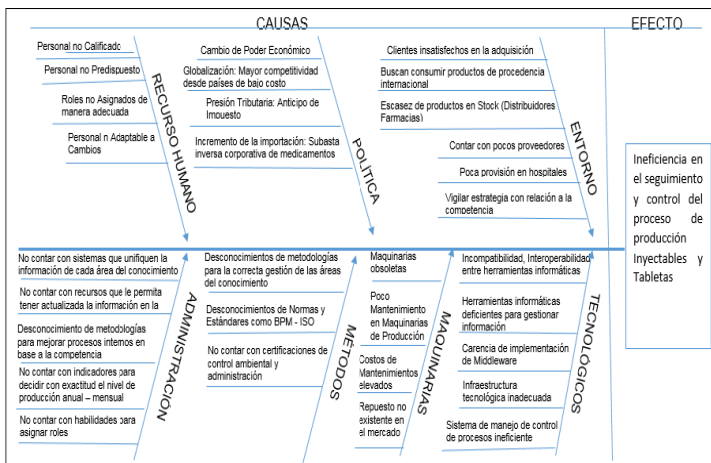 CAUSAS
EFECTO
Personal no Calificado
Personal no Predispuesto
Roles no Asignados de
manera adecuada
Personal n Adaptable a
Cambios
RECURSO HUMANO
Cambio de Poder Económico
Globalización: Mayor competitividad
desde países de bajo costo
Presión Tributaria: Anticipo de
Imouesto
Incremento de la importación: Subasta
inversa corporativa de medicamentos
POLÍTICA
Clientes insatisfechos en la adquisición
Buscan consumir productos de procedencia
internacional
Escasez de productos en Stock (Distribuidores
Farmacias)
Contar con pocos proveedores
Poca provisión en hospitales
Vigilar estrategia con relación a la
competencia
ENTORNO
Ineficiencia en
el seguimiento
y control del
proceso de
producción
Inyectables y
Tabletas
No contar con sistemas que unifiquen la
información de cada área del conocimiento
No contar con recursos que le permita
tener actualizada la información en la
Desconocimiento de metodologías
para mejorar procesos internos en
base a la competencia
No contar con indicadores para
decidir con exactitud el nivel de
producción anual – mensual
No contar con habilidades para
asignar roles
ADMINISTRACIÓN
Desconocimientos de metodologías
para la correcta gestión de las áreas
del conocimiento
Desconocimientos de Normas y
Estándares como BPM - ISO
No contar con certificaciones de
control ambiental y
administración
MÉTODOS
Maquinarias
obsoletas
Poco
Mantenimiento
en Maquinarias
de Producción
Costos de
Mantenimientos
elevados
Repuesto no
existente en
el mercado
MAQUINARIAS
Incompatibilidad, Interoperabilidad
entre herramientas informáticas
Herramientas informáticas
deficientes para gestionar
información
Carencia de implementación
de Middleware
Infraestructura
tecnológica inadecuada
Sistema de manejo de control
de procesos ineficiente
TECNOLÓGICOS